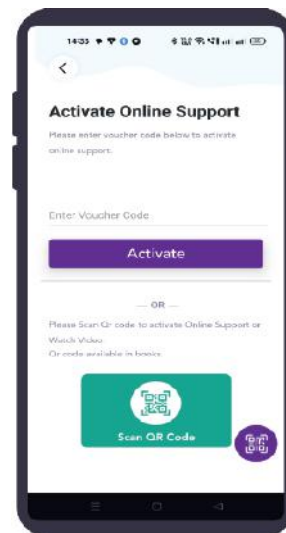 14:35
Activate Online Support
Please enter voucher code below to activate
online support.
Enter Voucher Code
Activate
OR
Please Scan Qr code to activate Online Support or
Watch Video
Qr code available in books
Scan QR Code